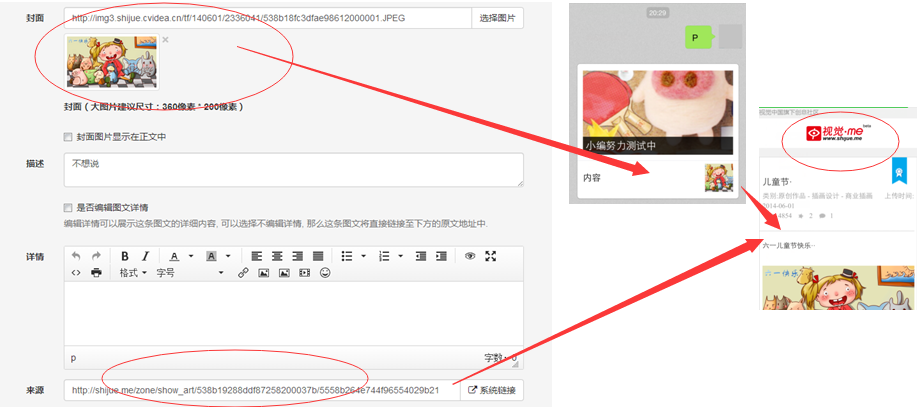 封面
http://img3.shijue.cvidea.cn/tf/140601/2336041/538b18fc3dfae98612000001.JPEG
选择图片
封面（大图片建议尺寸：360像素 * 200像素）
封面图片显示在正文中
描述
不想说
是否编辑图文详情
编辑详情可以展示这条图文的详细内容, 可以选择不编辑详情, 那么这条图文将直接链接至下方的原文地址中.
详情
B I A A
格式 字号
p
字数：0
来源
http://shijue.me/zone/show_art/538b19288ddf87258200037b/5558b264e744f96554029b21
系统链接
20:29
P
小编努力测试中
内容
视觉中国旗下创意社区
视觉·me beta
www.shijue.me
儿童节·
类别:原创作品 - 插画设计 - 商业插画 上传时间:
2014-06-01
4854 2 1
六一儿童节快乐··
六一快乐